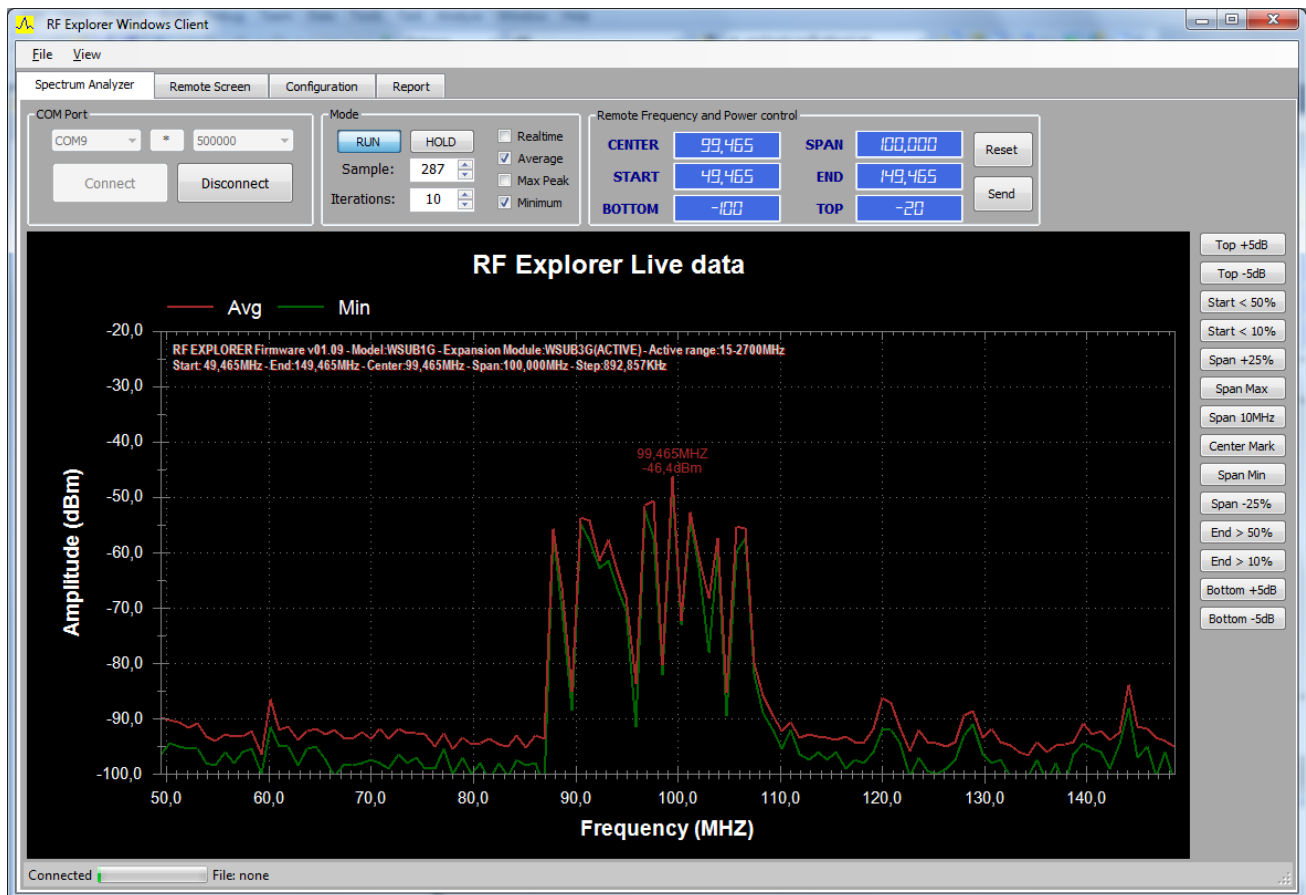 RF Explorer Windows Client
File View
Spectrum Analyzer Remote Screen Configuration Report
COM Port
COM9 * 500000
Connect Disconnect
Mode
RUN HOLD
Sample: 287
Iterations: 10
Realtime
Average
Max Peak
Minimum
Remote Frequency and Power control
CENTER 99,465 SPAN 100,000 Reset
START 49,465 END 149,465 Send
BOTTOM -100 TOP -20
RF Explorer Live data
Avg Min
RF EXPLORER Firmware v01.09 - Model:WSUB1G - Expansion Module:WSUB3G(ACTIVE) - Active range:15-2700MHz
Start: 49,465MHz - End:149,465MHz - Center:99,465MHz - Span:100,000MHz - Step:892,857KHz
99,465MHZ
-46,4dBm
Amplitude (dBm)
-20,0
-30,0
-40,0
-50,0
-60,0
-70,0
-80,0
-90,0
-100,0
50,0 60,0 70,0 80,0 90,0 100,0 110,0 120,0 130,0 140,0
Frequency (MHZ)
Top +5dB
Top -5dB
Start < 50%
Start < 10%
Span +25%
Span Max
Span 10MHz
Center Mark
Span Min
Span -25%
End > 50%
End > 10%
Bottom +5dB
Bottom -5dB
Connected File: none